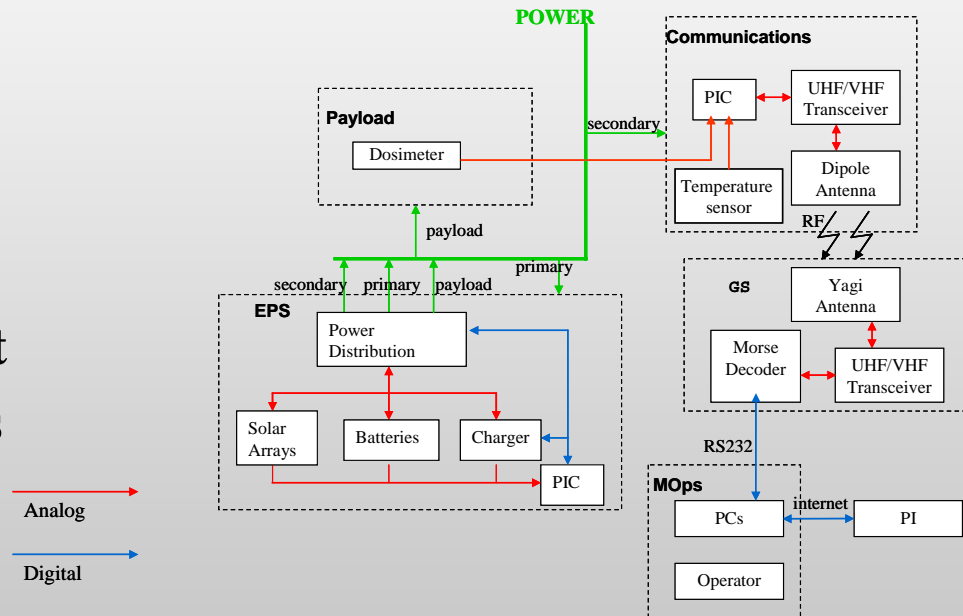 POWER
Communications
PIC
UHF/VHF
Transceiver
Dipole
Antenna
Temperature
sensor
RF
secondary
Payload
Dosimeter
payload
primary
secondary
primary
payload
EPS
Power
Distribution
Solar
Arrays
Batteries
Charger
PIC
GS
Yagi
Antenna
Morse
Decoder
UHF/VHF
Transceiver
RS232
MOps
PCs
internet
PI
Operator
t
s
Analog
Digital